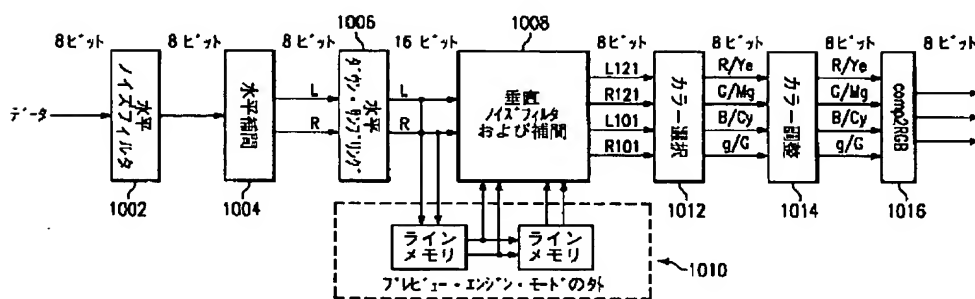 1006
1008
8ビット
8ビット
8ビット
16ビット
8ビット
8ビット
8ビット
8ビット
データ
水平
ノイズフィルタ
水平補間
L
R
水平
ダウン・サンプリング
L
R
垂直
ノイズフィルタ
および補間
L121
R121
L101
R101
カラー選択
R/Ye
G/Mg
B/Cy
g/G
カラー調整
R/Ye
G/Mg
B/Cy
g/G
comp2RGB
1002
1004
1012
1014
1016
ライン
メモリ
ライン
メモリ
1010
プレビュー・エンジン・モードの外